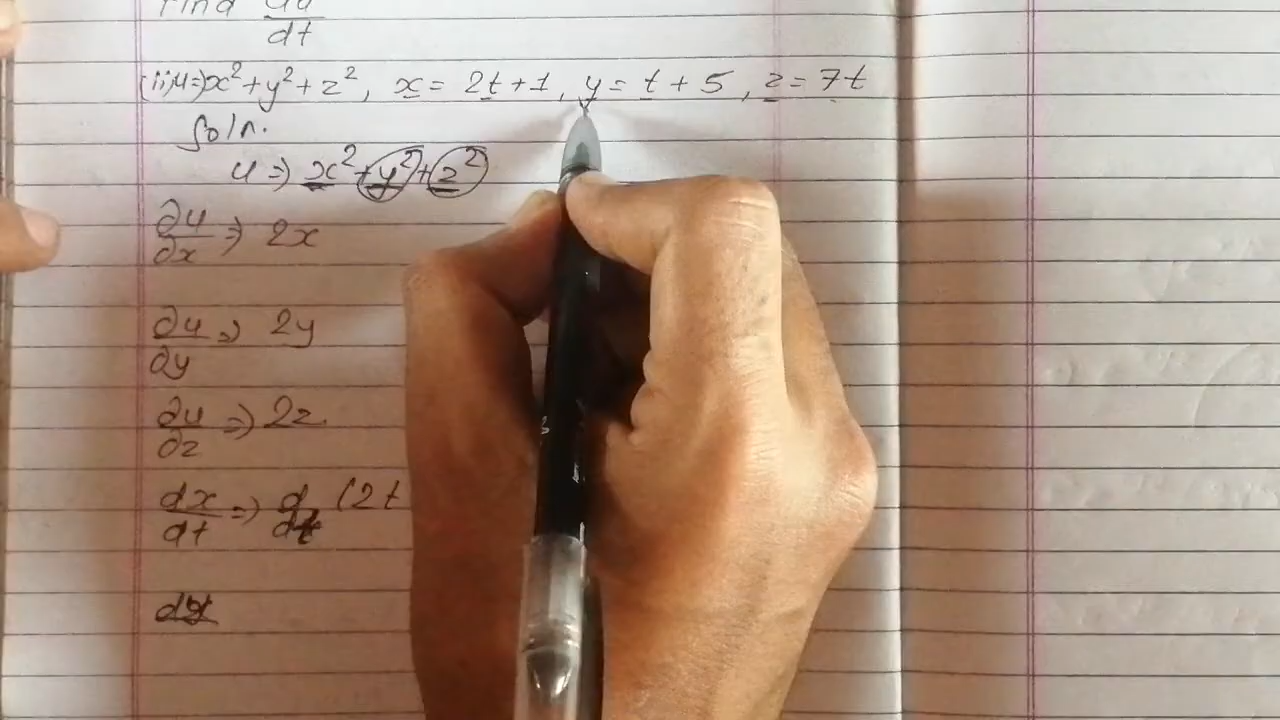 Find du
dt
(ii) u => x² + y² + z², x = 2t + 1, y = t + 5, z = 7t
Soln.
u => x² + y² + z²
∂u/∂x => 2x
∂u/∂y => 2y
∂u/∂z => 2z
dx/dt => d/dt (2t